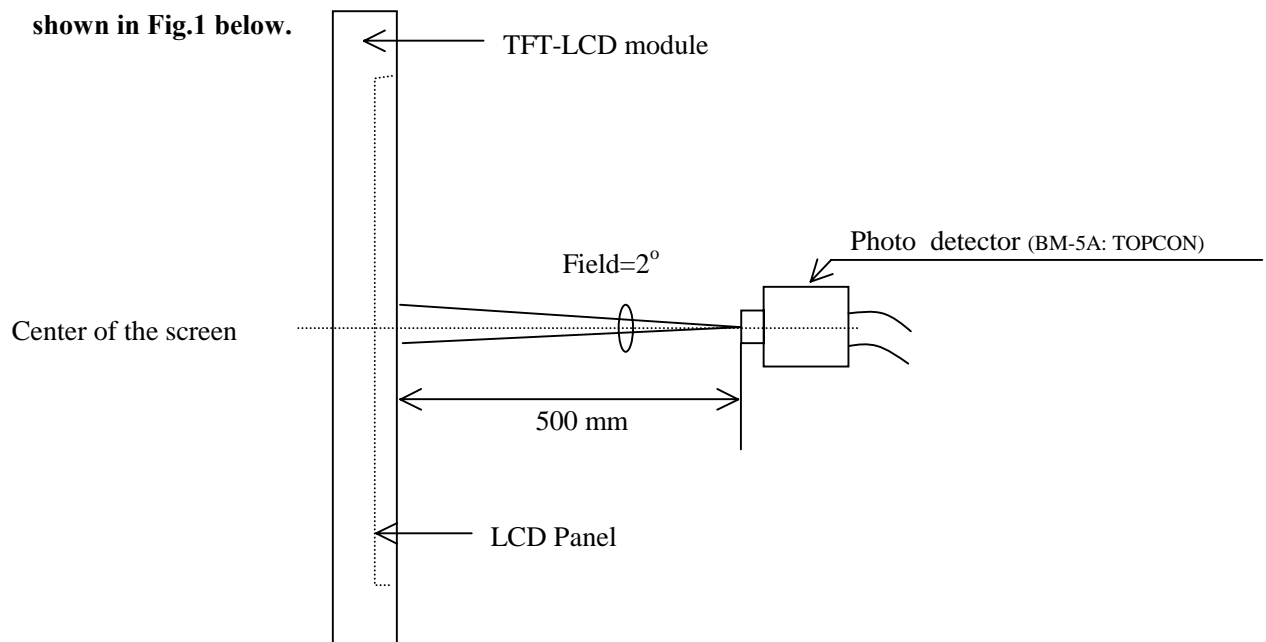 shown in Fig.1 below.
TFT-LCD module
Photo detector (BM-5A: TOPCON)
Field=2°
Center of the screen
500 mm
LCD Panel